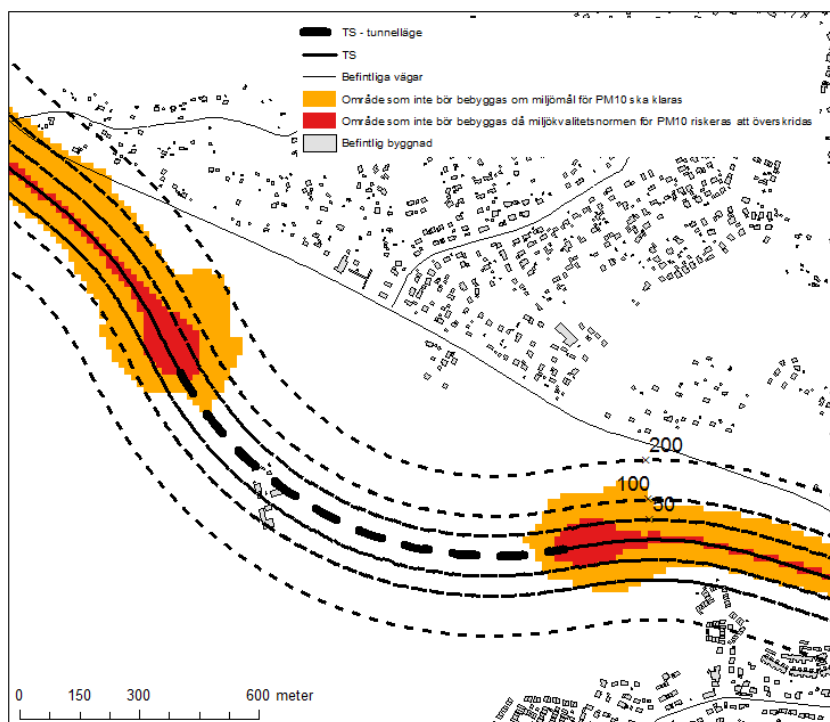 TS - tunnelläge
TS
Befintliga vägar
Område som inte bör bebyggas om miljömål för PM10 ska klaras
Område som inte bör bebyggas då miljökvalitetsnormen för PM10 riskeras att överskridas
Befintlig byggnad
200
100
50
0 150 300 600 meter